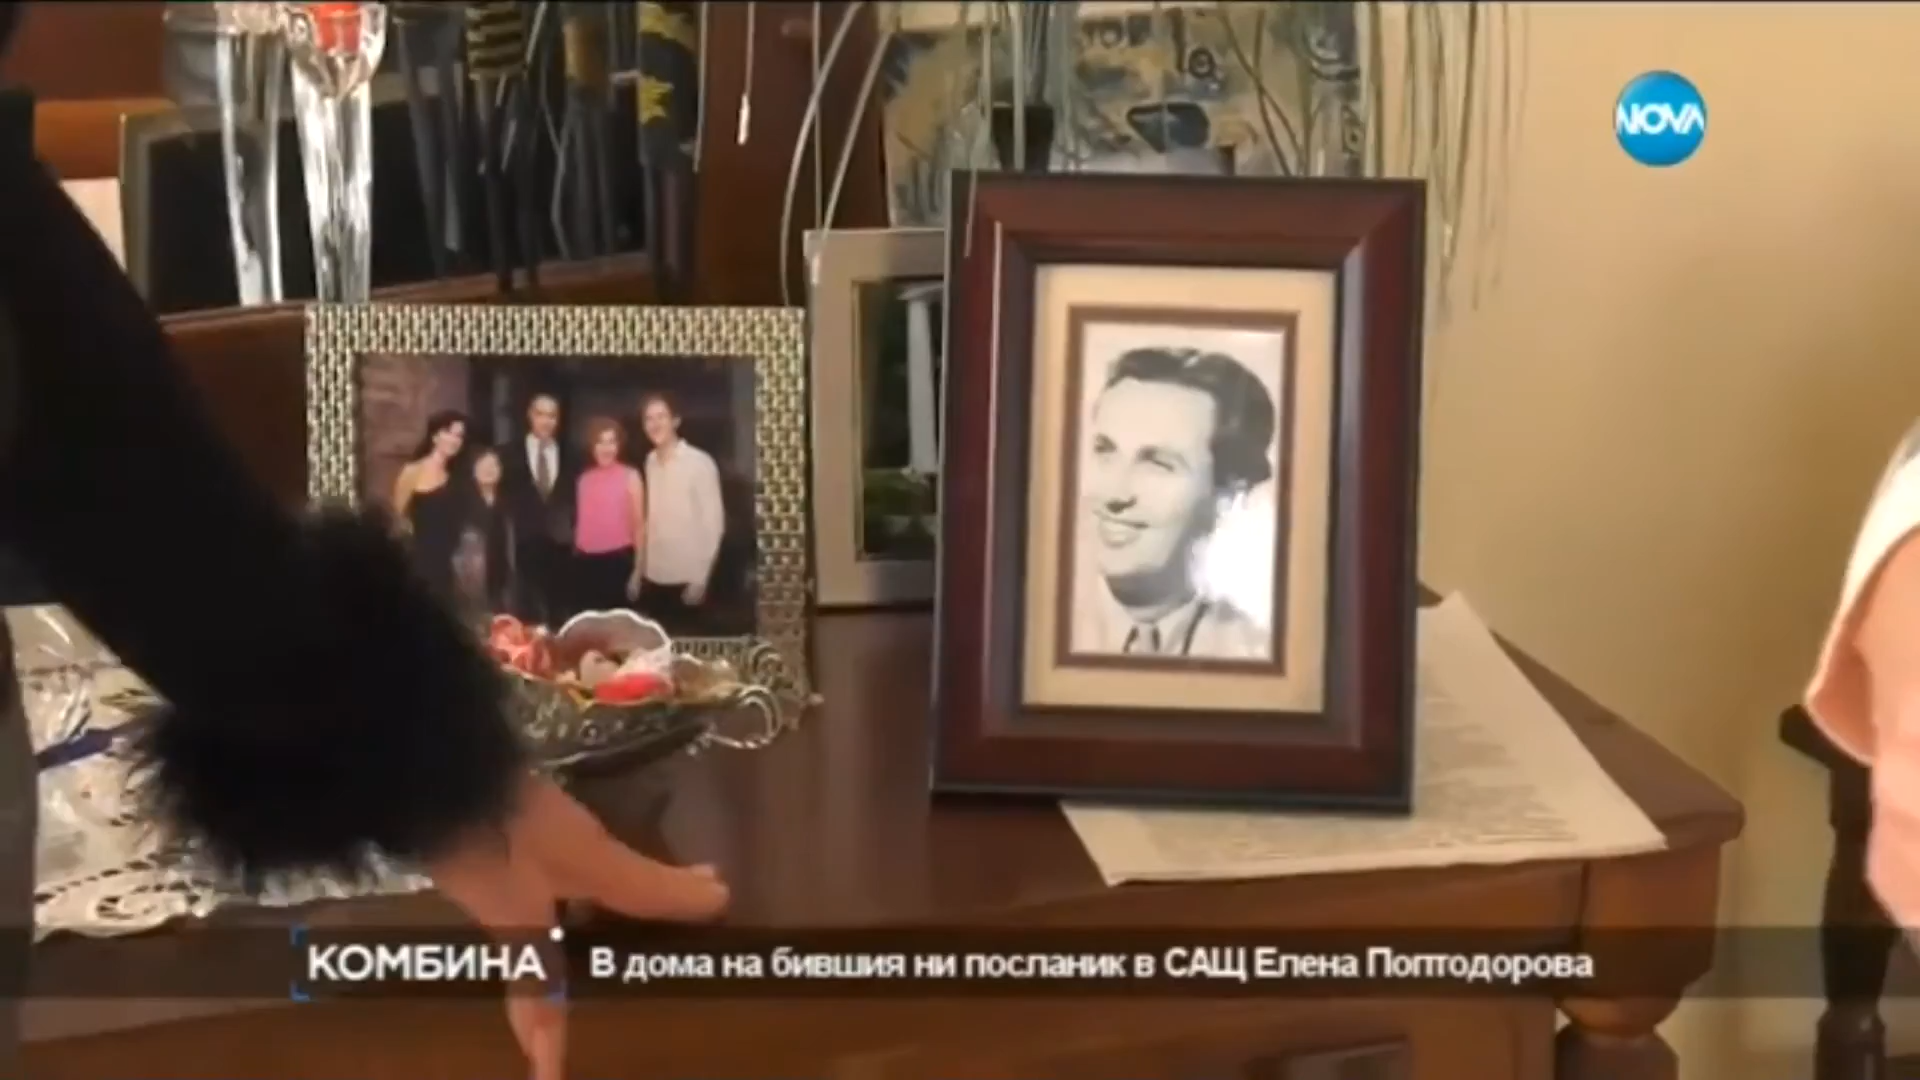 NOVA
КОМБИНА
В дома на бившия ни посланик в САЩ Елена Поптодорова